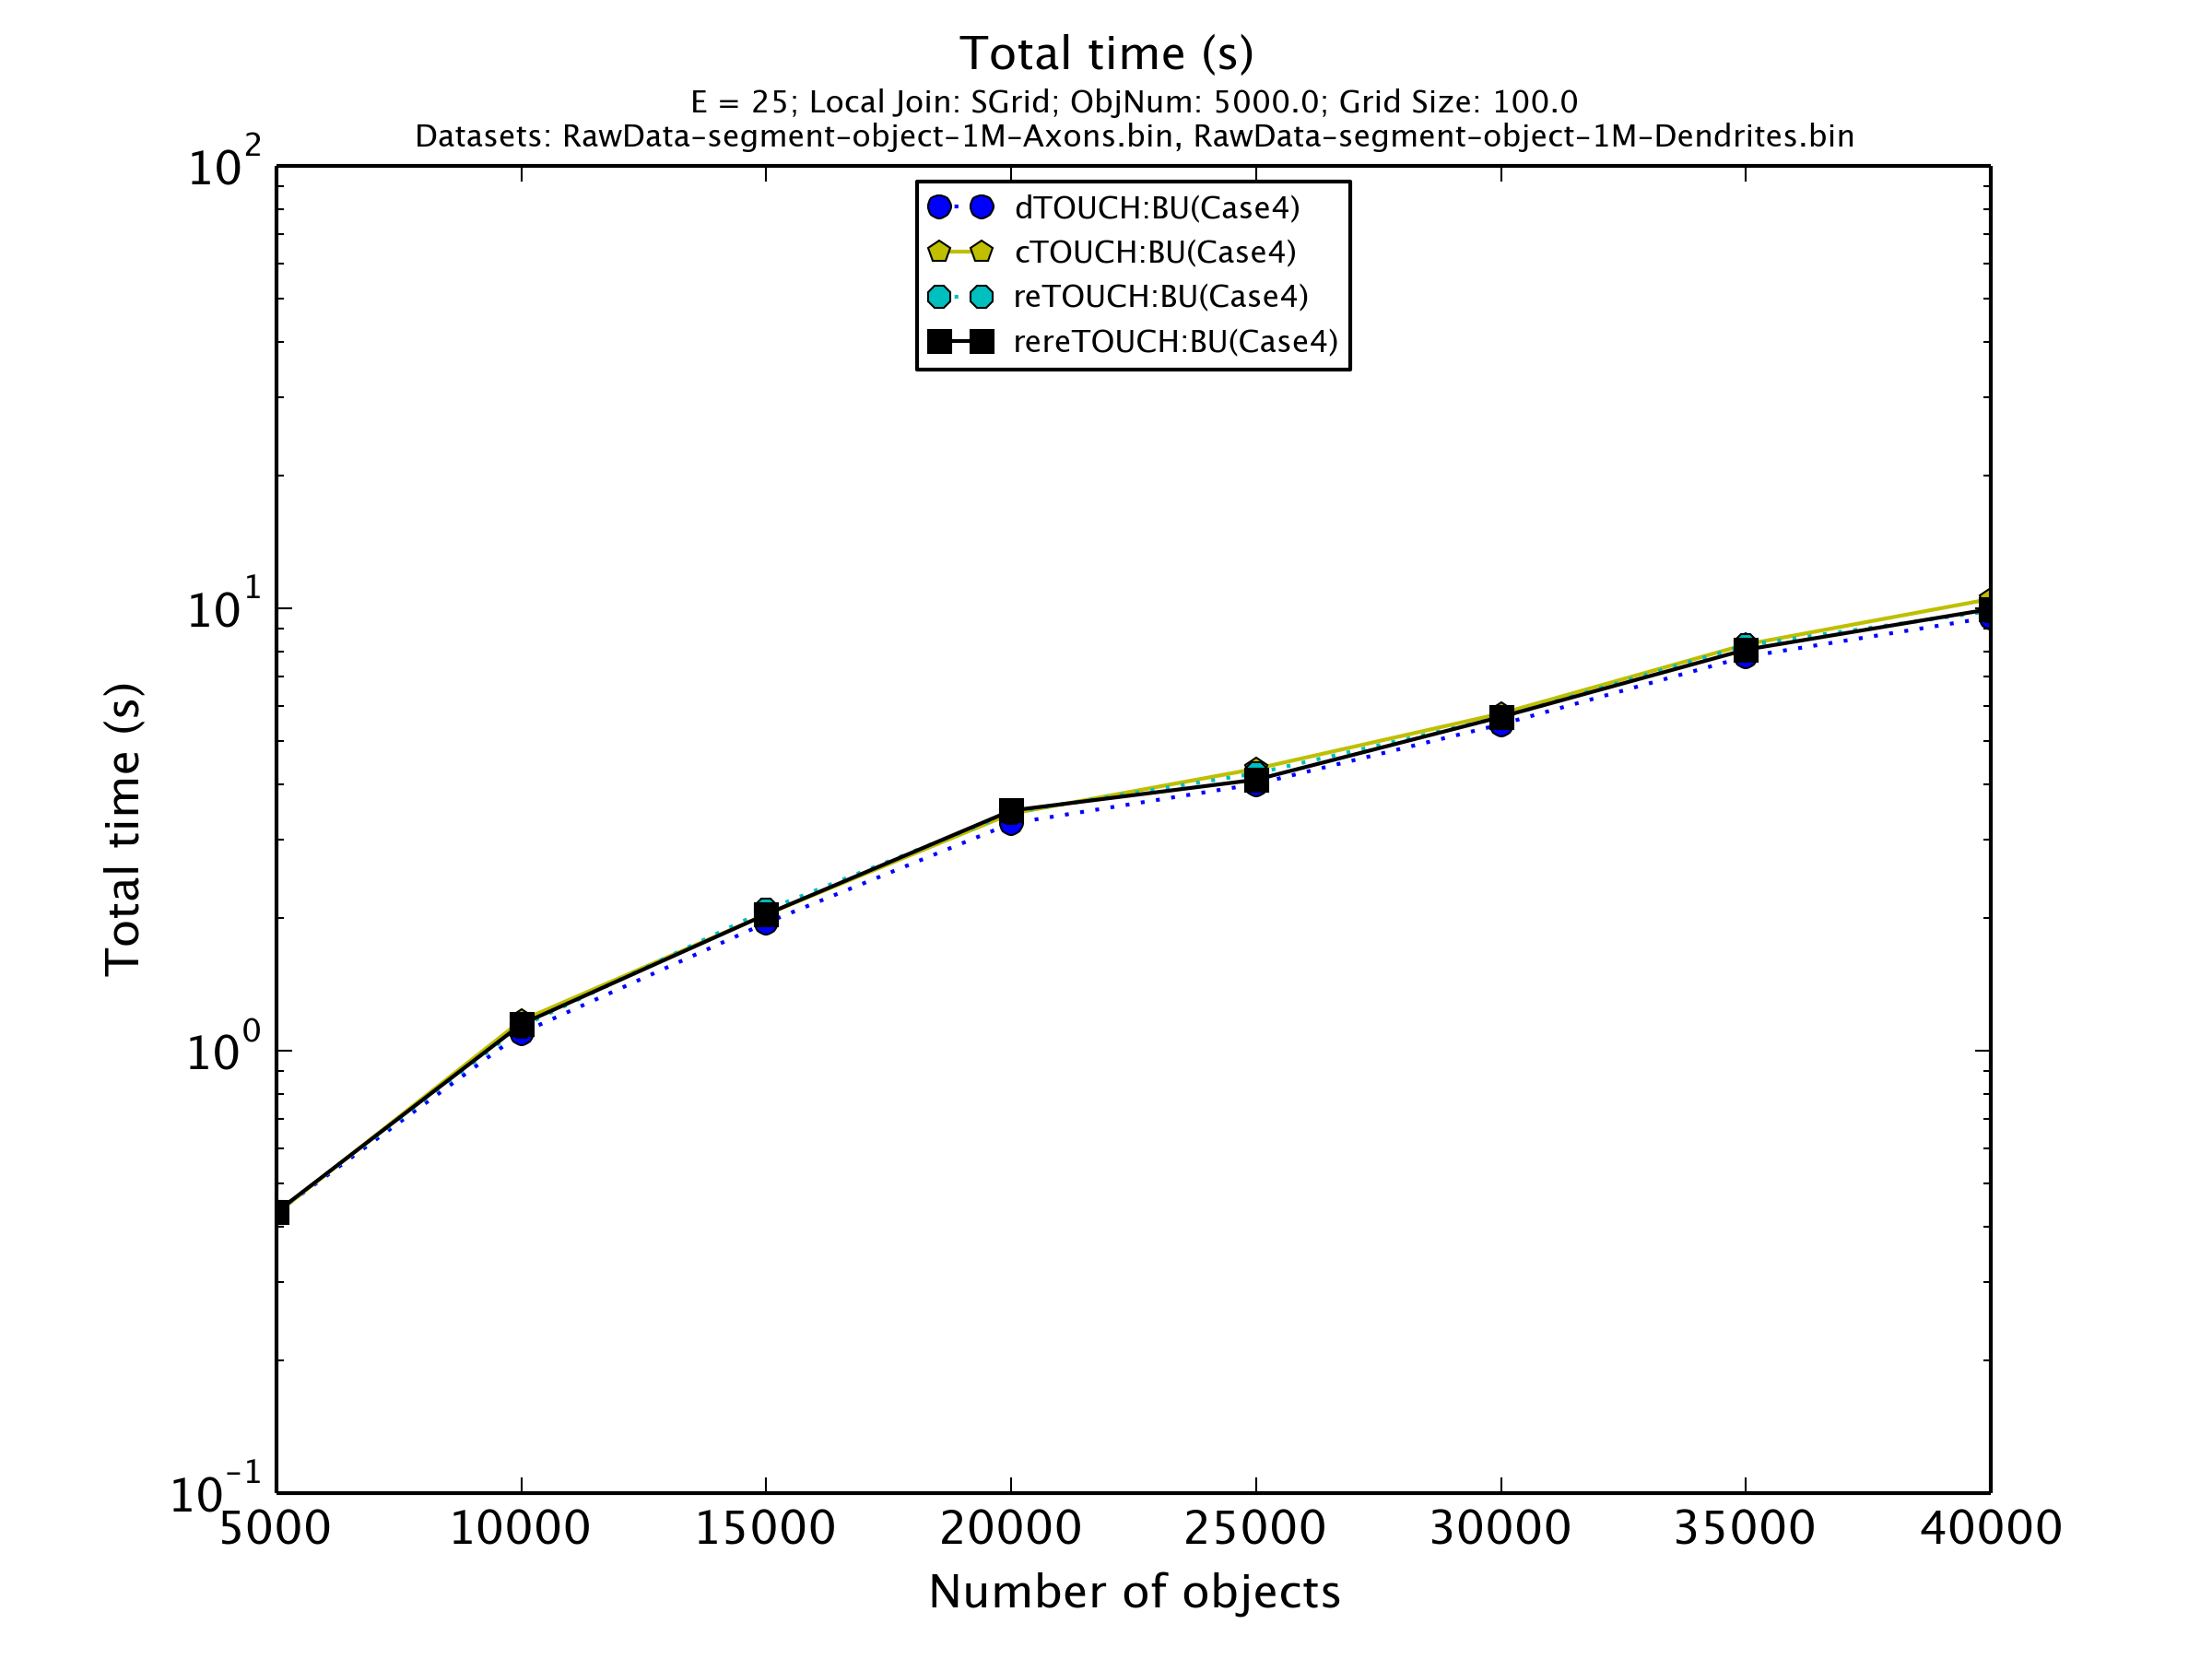 Total time (s)
E = 25; Local Join: SGrid; ObjNum: 5000.0; Grid Size: 100.0
Datasets: RawData-segment-object-1M-Axons.bin, RawData-segment-object-1M-Dendrites.bin
dTOUCH:BU(Case4)
cTOUCH:BU(Case4)
reTOUCH:BU(Case4)
rereTOUCH:BU(Case4)
Total time (s)
10^2
10^1
10^0
10^-1
5000 10000 15000 20000 25000 30000 35000 40000
Number of objects